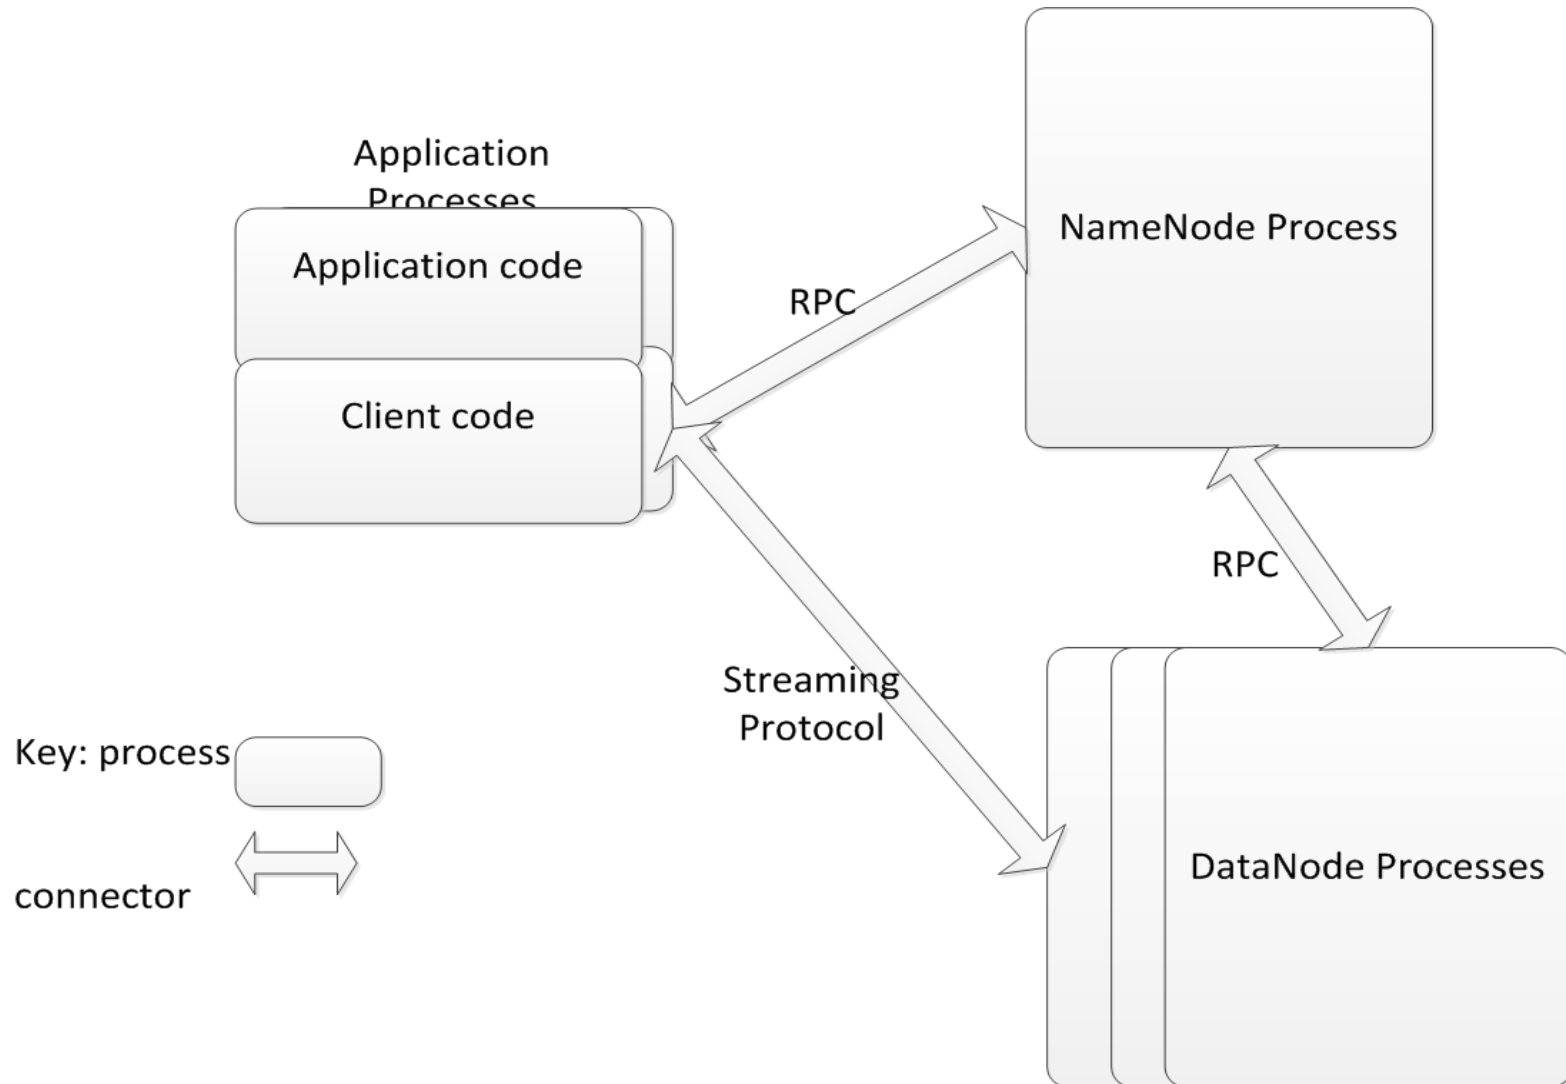 Application
Processes
Application code
Client code
RPC
NameNode Process
RPC
Streaming
Protocol
DataNode Processes
Key: process
connector